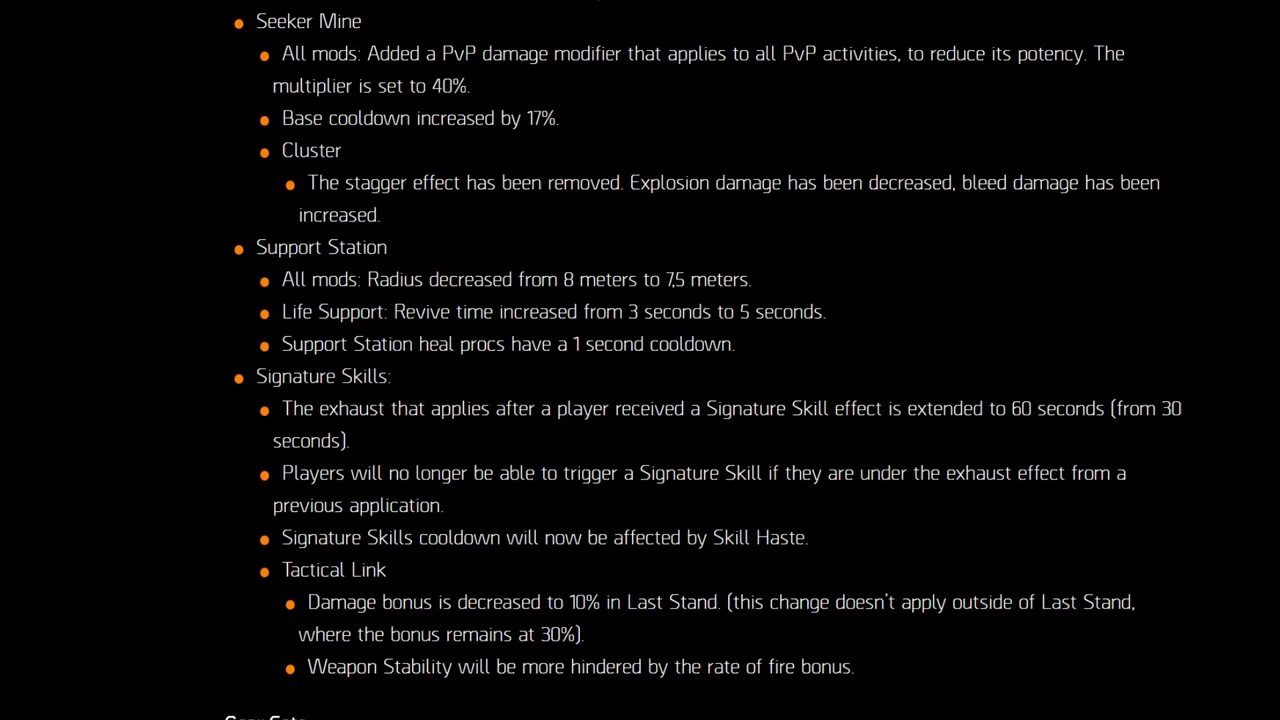 Seeker Mine
All mods: Added a PvP damage modifier that applies to all PvP activities, to reduce its potency. The
multiplier is set to 40%.
Base cooldown increased by 17%.
Cluster
The stagger effect has been removed. Explosion damage has been decreased, bleed damage has been
increased.
Support Station
All mods: Radius decreased from 8 meters to 7,5 meters.
Life Support: Revive time increased from 3 seconds to 5 seconds.
Support Station heal procs have a 1 second cooldown.
Signature Skills:
The exhaust that applies after a player received a Signature Skill effect is extended to 60 seconds (from 30
seconds).
Players will no longer be able to trigger a Signature Skill if they are under the exhaust effect from a
previous application.
Signature Skills cooldown will now be affected by Skill Haste.
Tactical Link
Damage bonus is decreased to 10% in Last Stand. (this change doesn't apply outside of Last Stand,
where the bonus remains at 30%).
Weapon Stability will be more hindered by the rate of fire bonus.